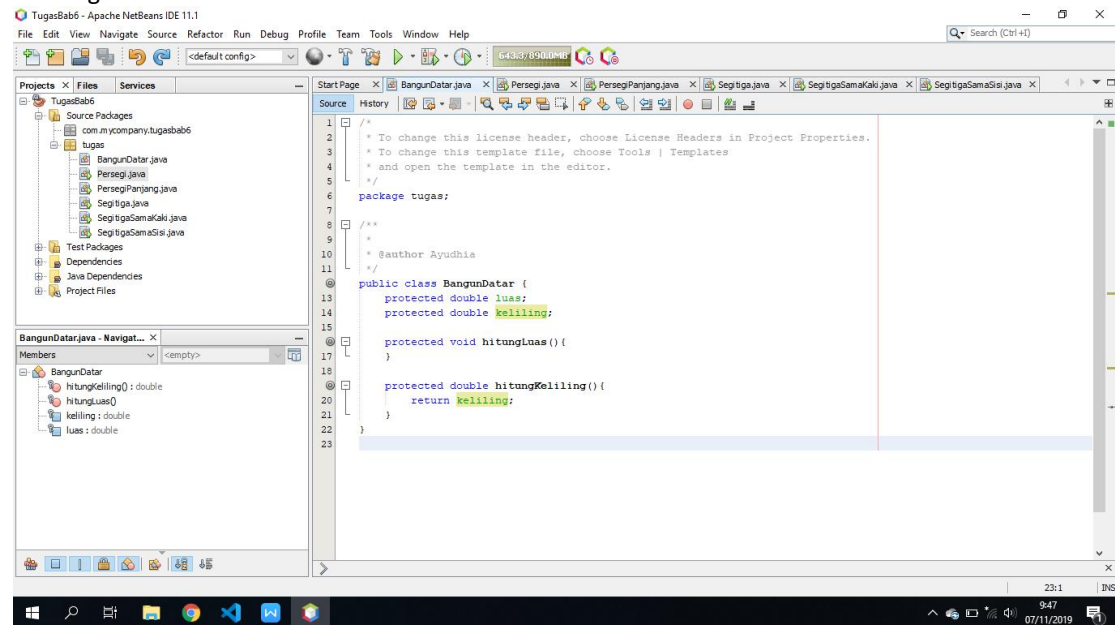 TugasBab6 - Apache NetBeans IDE 11.1
File Edit View Navigate Source Refactor Run Debug Profile Team Tools Window Help
Search (Ctrl+I)
<default config>
643.3/890.0MB
Projects Files Services
TugasBab6
Source Packages
com.mycompany.tugasbab6
tugas
BangunDatar.java
Persegi.java
PersegiPanjang.java
Segitiga.java
SegitigaSamaKaki.java
SegitigaSamaSisi.java
Test Packages
Dependencies
Java Dependencies
Project Files
BangunDatar.java - Navigat...
Members <empty>
BangunDatar
hitungKeliling() : double
hitungLuas()
keliling : double
luas : double
Start Page BangunDatar.java Persegi.java PersegiPanjang.java Segitiga.java SegitigaSamaKaki.java SegitigaSamaSisi.java
Source History
1 /*
2 * To change this license header, choose License Headers in Project Properties.
3 * To change this template file, choose Tools | Templates
4 * and open the template in the editor.
5 */
6 package tugas;
7
8 /**
9 *
10 * @author Ayudhia
11 */
public class BangunDatar {
13 protected double luas;
14 protected double keliling;
15
protected void hitungLuas(){
17 }
18
protected double hitungKeliling(){
20 return keliling;
21 }
22 }
23
23:1 INS
9:47
07/11/2019
1